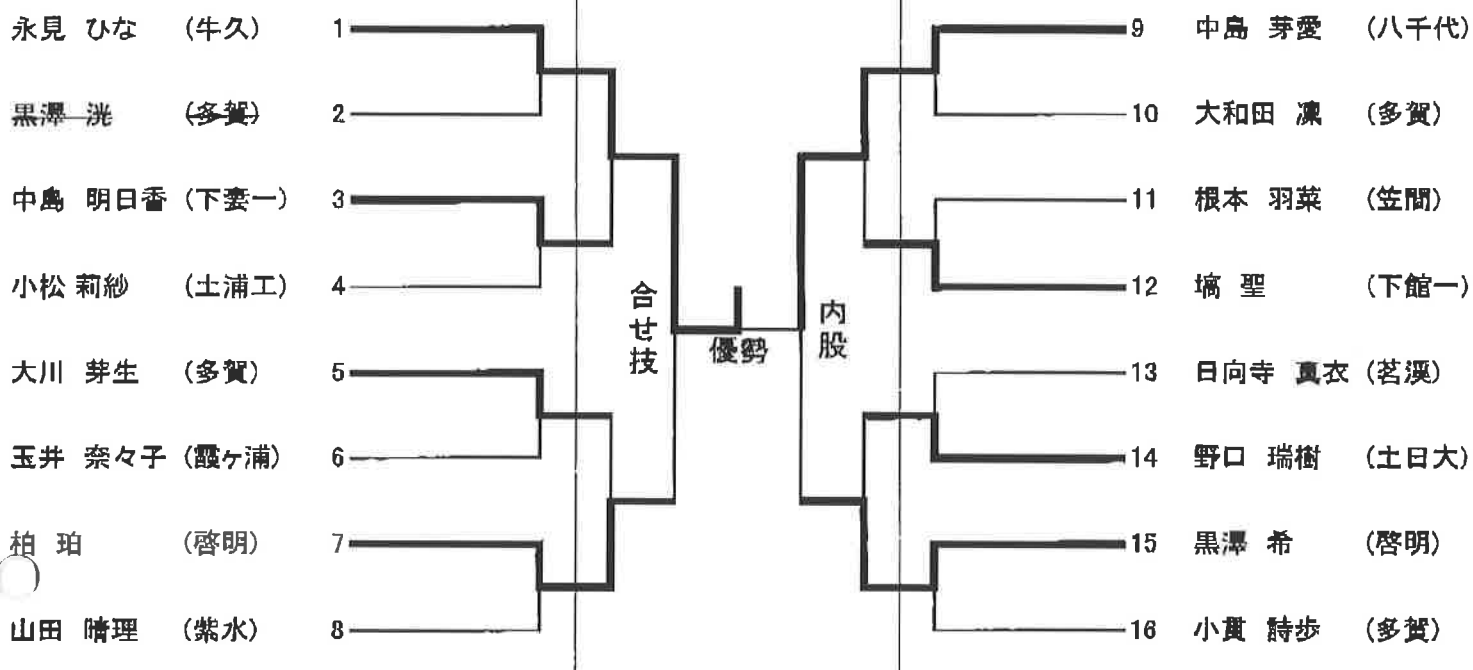 永見 ひな (牛久) 1
黒澤 洸 (多賀) 2
中島 明日香 (下妻一) 3
小松 莉紗 (土浦工) 4
大川 芽生 (多賀) 5
玉井 奈々子 (霞ヶ浦) 6
柏 珀 (啓明) 7
山田 晴理 (紫水) 8
合せ技
優勢
内股
9 中島 芽愛 (八千代)
10 大和田 凜 (多賀)
11 根本 羽菜 (笠間)
12 塙 聖 (下館一)
13 日向寺 真衣 (茗溪)
14 野口 瑞樹 (土日大)
15 黒澤 希 (啓明)
16 小貫 詩歩 (多賀)